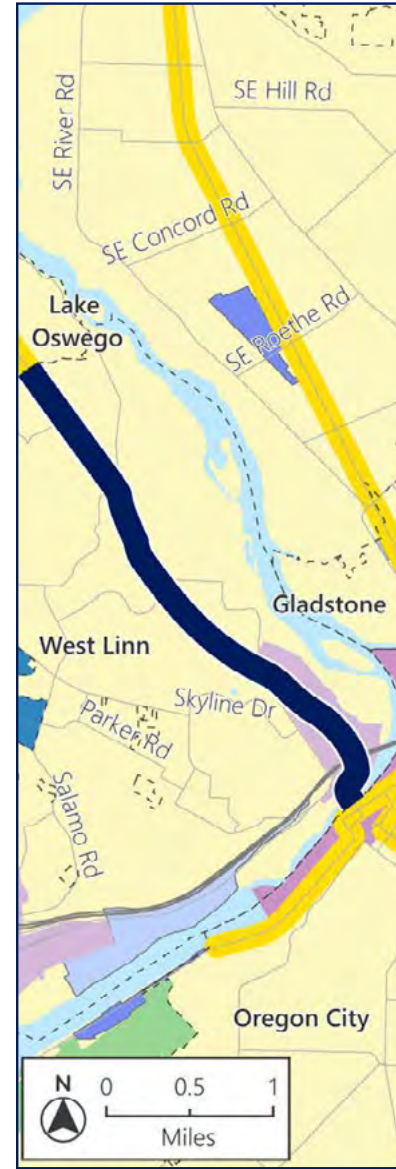 SE River Rd
SE Hill Rd
SE Concord Rd
Lake
Oswego
SE Roethe Rd
Gladstone
West Linn
Skyline Dr
Parker Rd
Salamo Rd
Oregon City
N
0 0.5 1
Miles